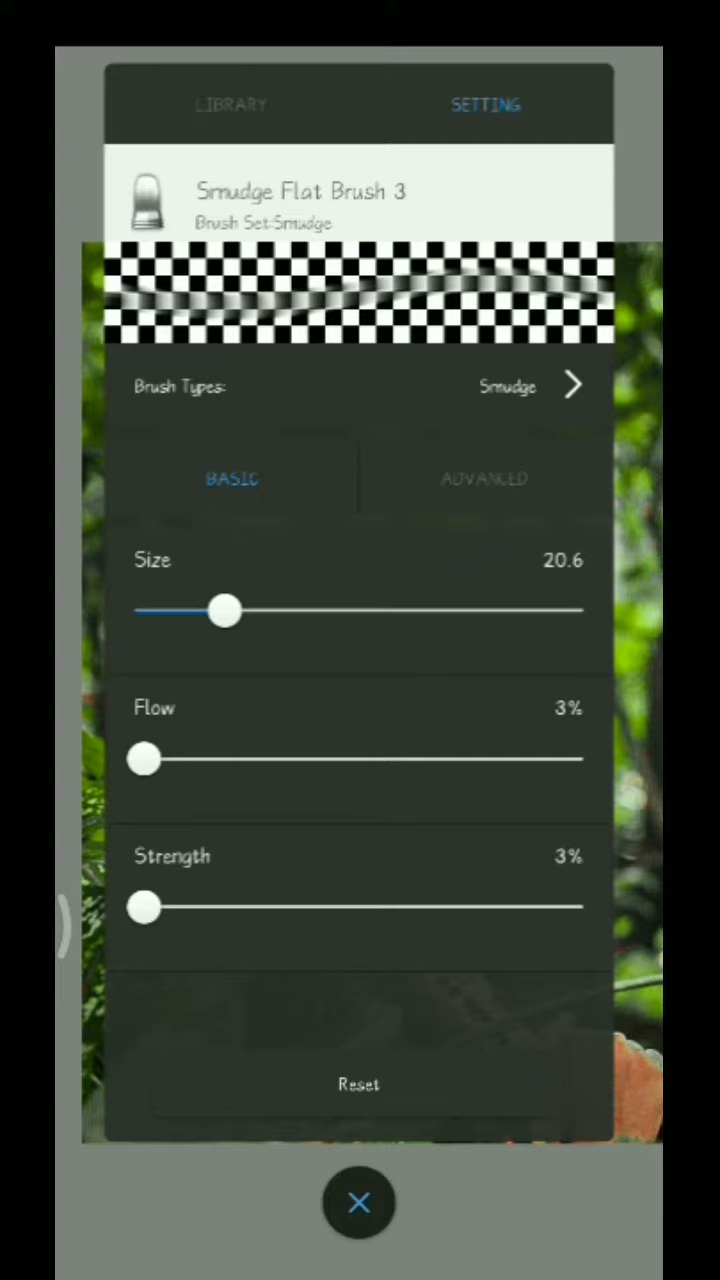 LIBRARY SETTING
Smudge Flat Brush 3
Brush Set:Smudge
Brush Types: Smudge
BASIC ADVANCED
Size 20.6
Flow 3%
Strength 3%
Reset